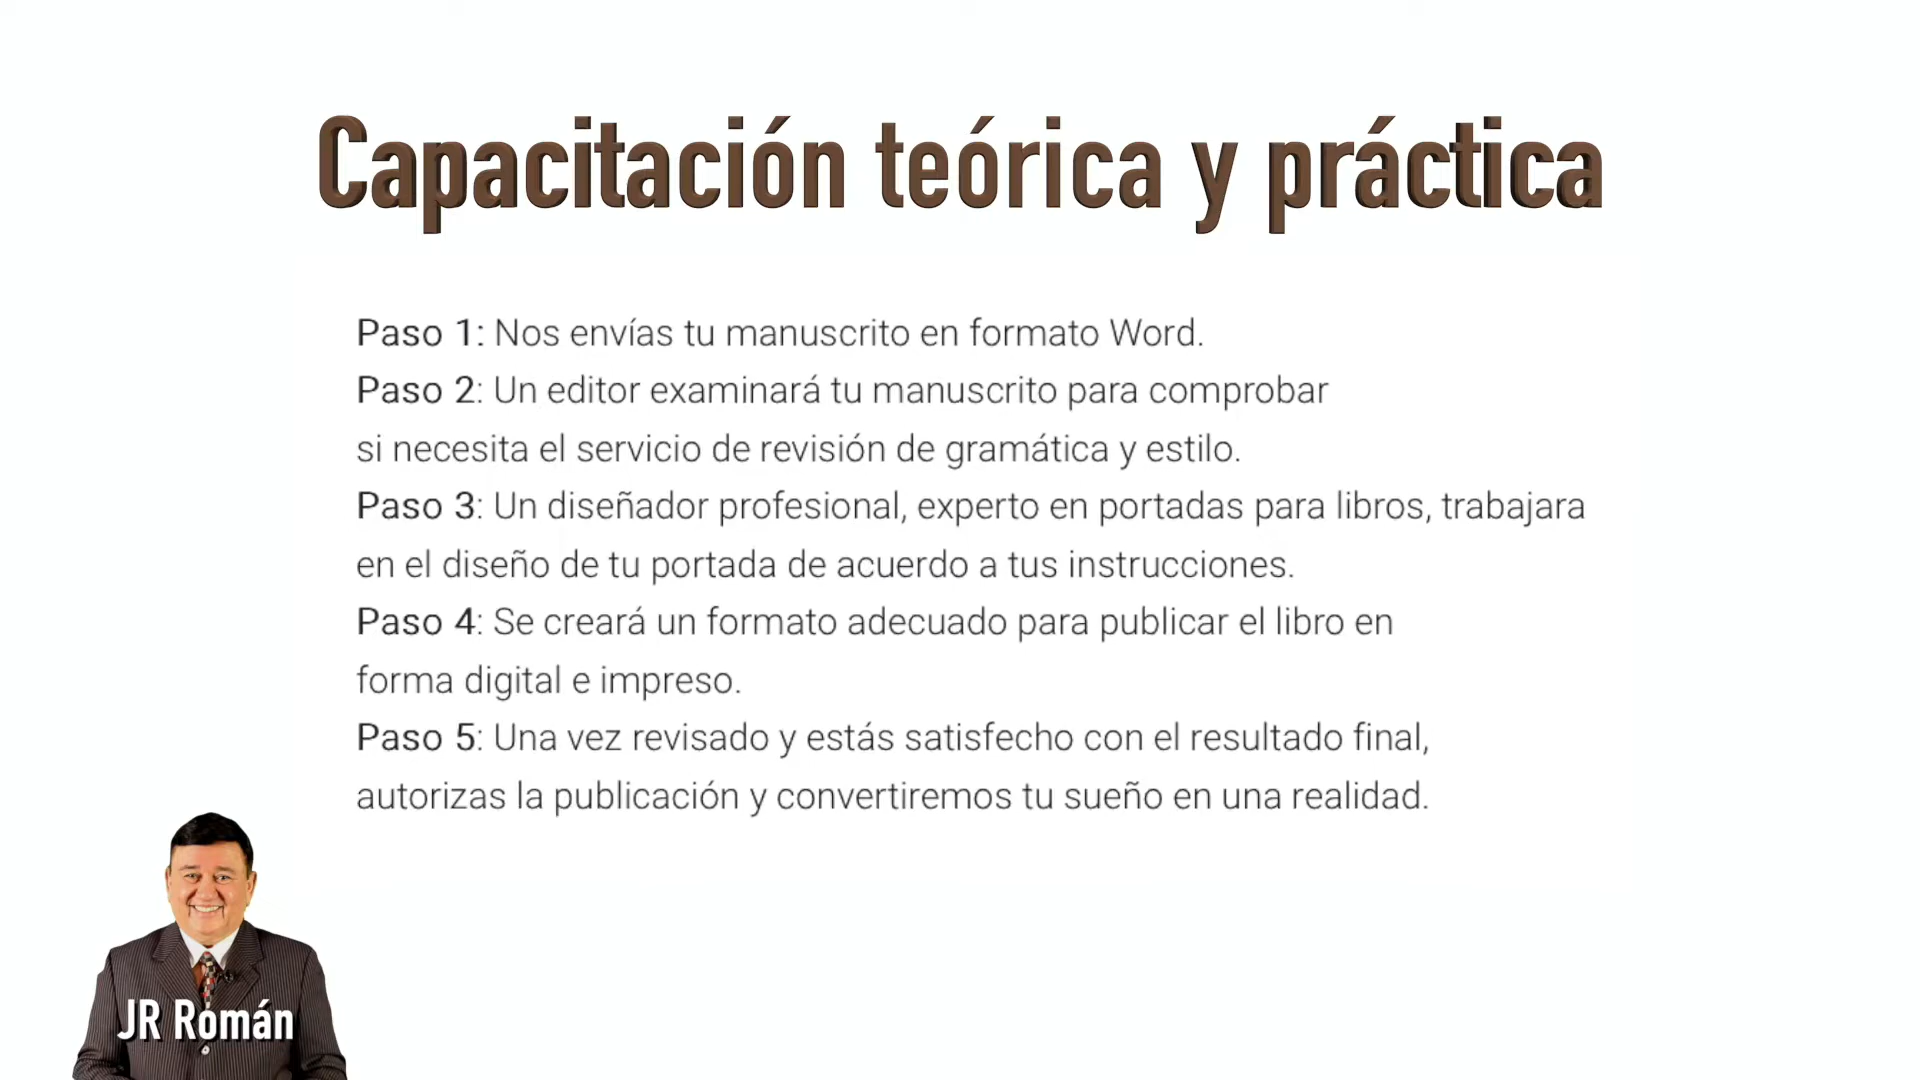 Capacitación teórica y práctica
Paso 1: Nos envías tu manuscrito en formato Word.
Paso 2: Un editor examinará tu manuscrito para comprobar
si necesita el servicio de revisión de gramática y estilo.
Paso 3: Un diseñador profesional, experto en portadas para libros, trabajara
en el diseño de tu portada de acuerdo a tus instrucciones.
Paso 4: Se creará un formato adecuado para publicar el libro en
forma digital e impreso.
Paso 5: Una vez revisado y estás satisfecho con el resultado final,
autorizas la publicación y convertiremos tu sueño en una realidad.
JR Román